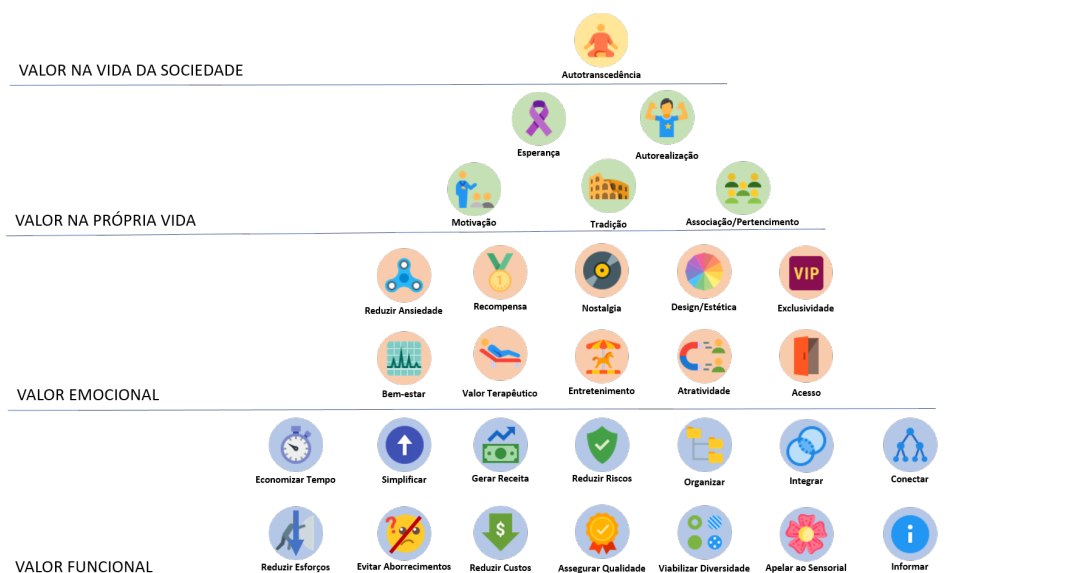 Autotranscedência
VALOR NA VIDA DA SOCIEDADE
Esperança
Autorealização
Motivação
Tradição
Associação/Pertencimento
VALOR NA PRÓPRIA VIDA
Reduzir Ansiedade
Recompensa
Nostalgia
Design/Estética
VIP
Exclusividade
Bem-estar
Valor Terapêutico
Entretenimento
Atratividade
Acesso
VALOR EMOCIONAL
Economizar Tempo
Simplificar
Gerar Receita
Reduzir Riscos
Organizar
Integrar
Conectar
Reduzir Esforços
?
Evitar Aborrecimentos
$
Reduzir Custos
Assegurar Qualidade
Viabilizar Diversidade
Apelar ao Sensorial
i
Informar
VALOR FUNCIONAL
1